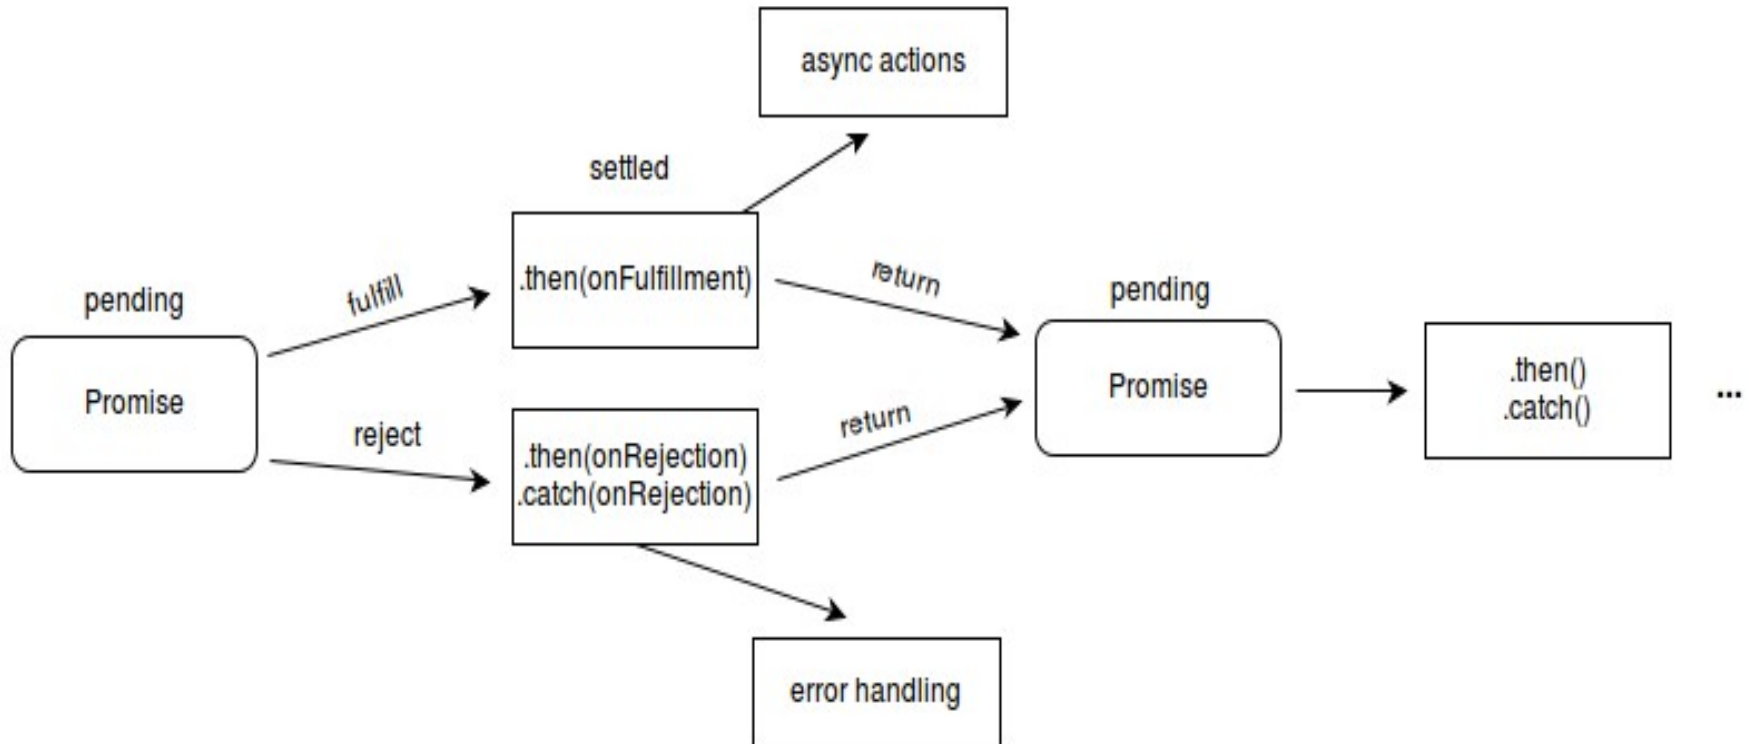 async actions
settled
.then(onFulfillment)
fulfill
return
pending
pending
Promise
Promise
.then()
.catch()
...
reject
return
.then(onRejection)
.catch(onRejection)
error handling